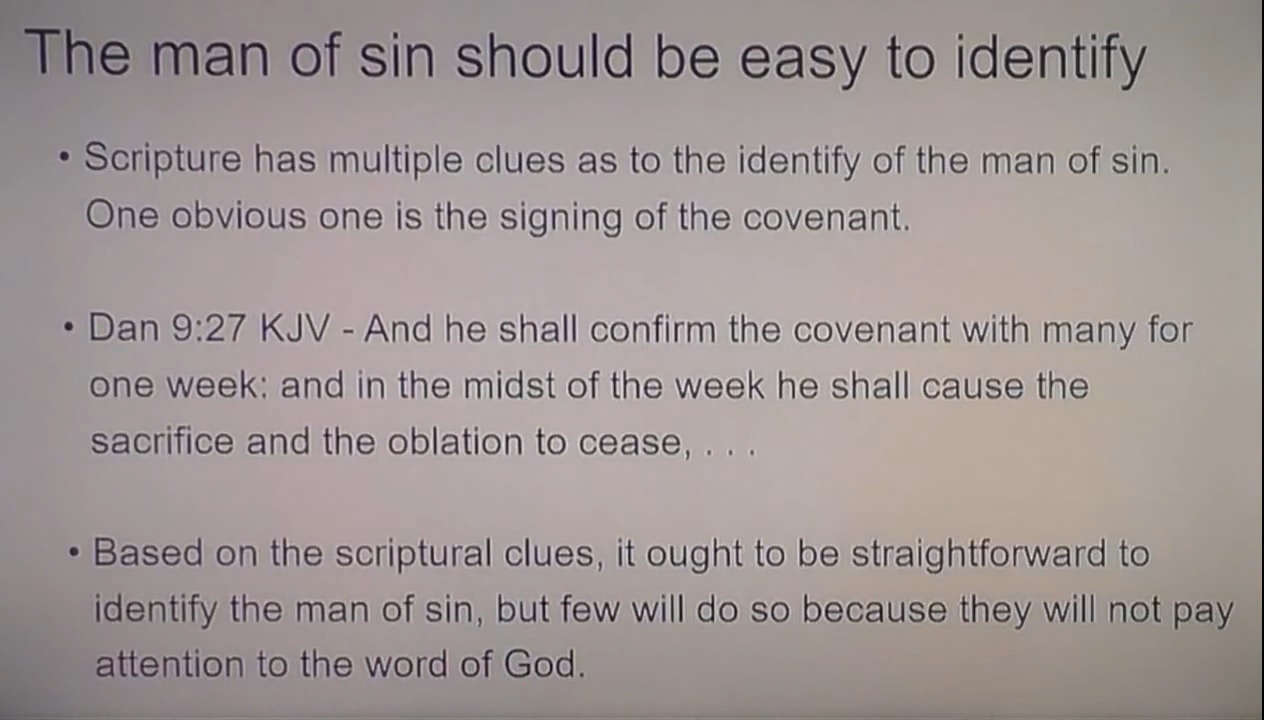 The man of sin should be easy to identify
• Scripture has multiple clues as to the identify of the man of sin.
One obvious one is the signing of the covenant.
• Dan 9:27 KJV - And he shall confirm the covenant with many for
one week: and in the midst of the week he shall cause the
sacrifice and the oblation to cease, . . .
• Based on the scriptural clues, it ought to be straightforward to
identify the man of sin, but few will do so because they will not pay
attention to the word of God.